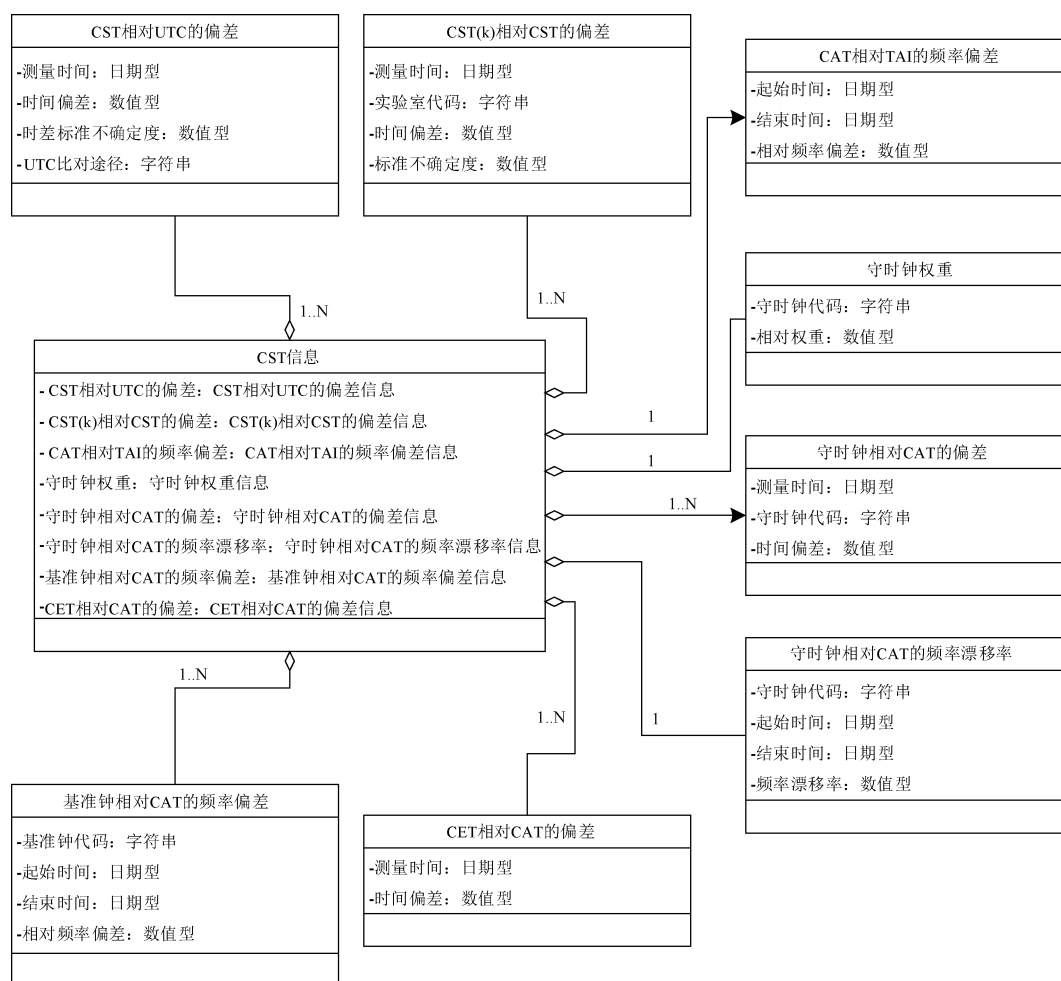 CST相对UTC的偏差
-测量时间：日期型
-时间偏差：数值型
-时差标准不确定度：数值型
-UTC比对途径：字符串
CST(k)相对CST的偏差
-测量时间：日期型
-实验室代码：字符串
-时间偏差：数值型
-标准不确定度：数值型
CAT相对TAI的频率偏差
-起始时间：日期型
-结束时间：日期型
-相对频率偏差：数值型
守时钟权重
-守时钟代码：字符串
-相对权重：数值型
1..N
1..N
CST信息
- CST相对UTC的偏差：CST相对UTC的偏差信息
- CST(k)相对CST的偏差：CST(k)相对CST的偏差信息
- CAT相对TAI的频率偏差：CAT相对TAI的频率偏差信息
-守时钟权重：守时钟权重信息
-守时钟相对CAT的偏差：守时钟相对CAT的偏差信息
-守时钟相对CAT的频率漂移率：守时钟相对CAT的频率漂移率信息
-基准钟相对CAT的频率偏差：基准钟相对CAT的频率偏差信息
-CET相对CAT的偏差：CET相对CAT的偏差信息
1
1
1..N
守时钟相对CAT的偏差
-测量时间：日期型
-守时钟代码：字符串
-时间偏差：数值型
1..N
1..N
1
守时钟相对CAT的频率漂移率
-守时钟代码：字符串
-起始时间：日期型
-结束时间：日期型
-频率漂移率：数值型
基准钟相对CAT的频率偏差
-基准钟代码：字符串
-起始时间：日期型
-结束时间：日期型
-相对频率偏差：数值型
CET相对CAT的偏差
-测量时间：日期型
-时间偏差：数值型